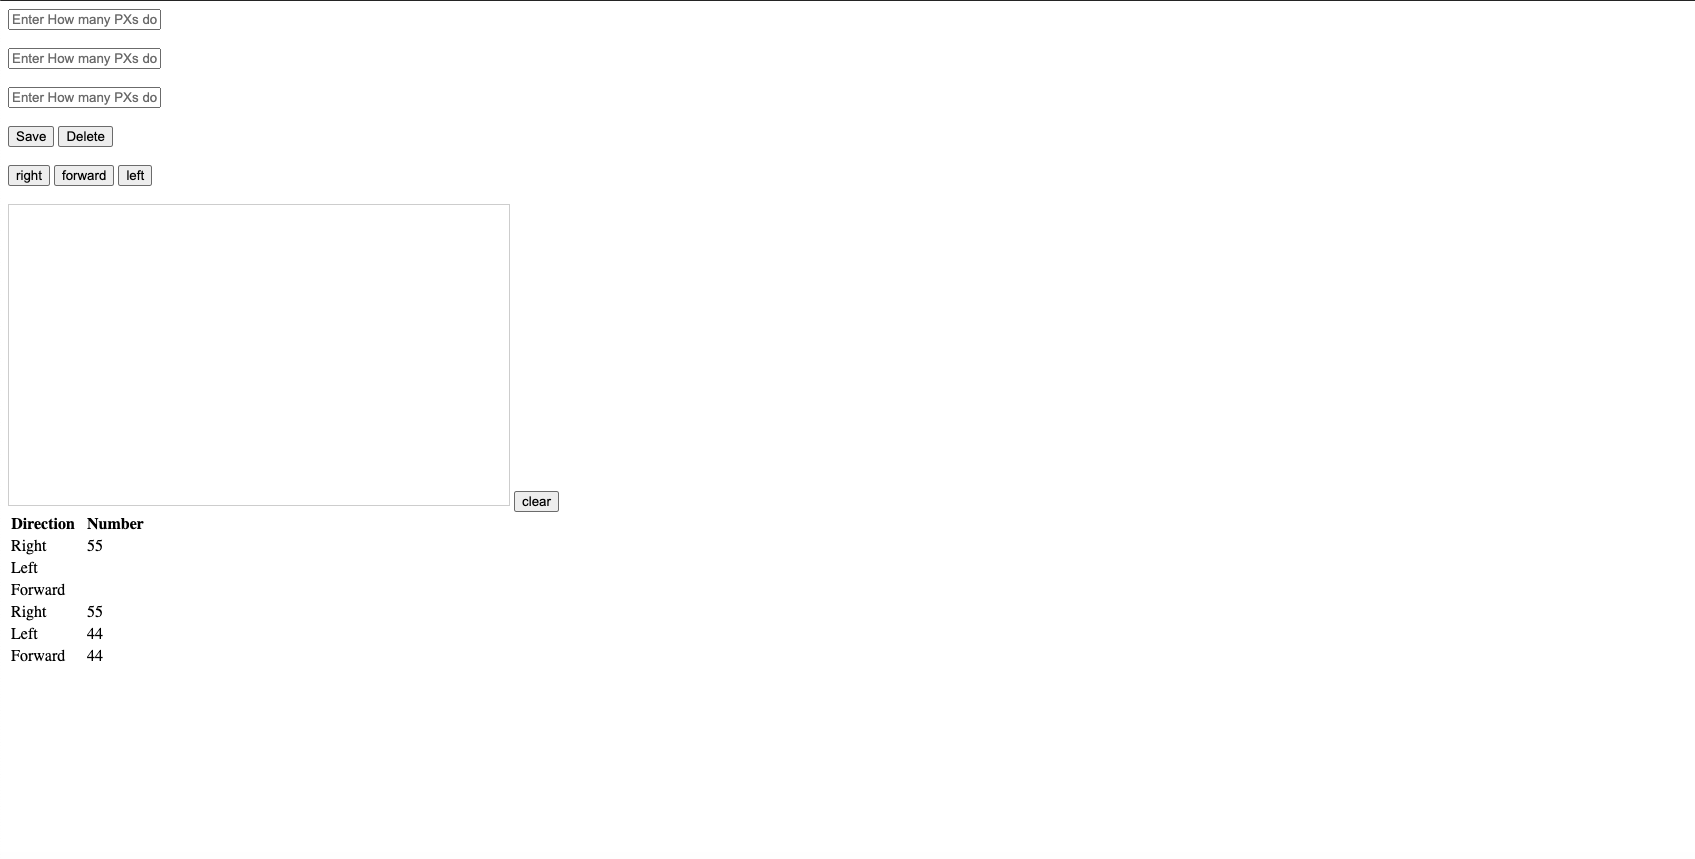 Enter How many PXs do
Enter How many PXs do
Enter How many PXs do
Save Delete
right forward left
clear
Direction Number
Right 55
Left
Forward
Right 55
Left 44
Forward 44